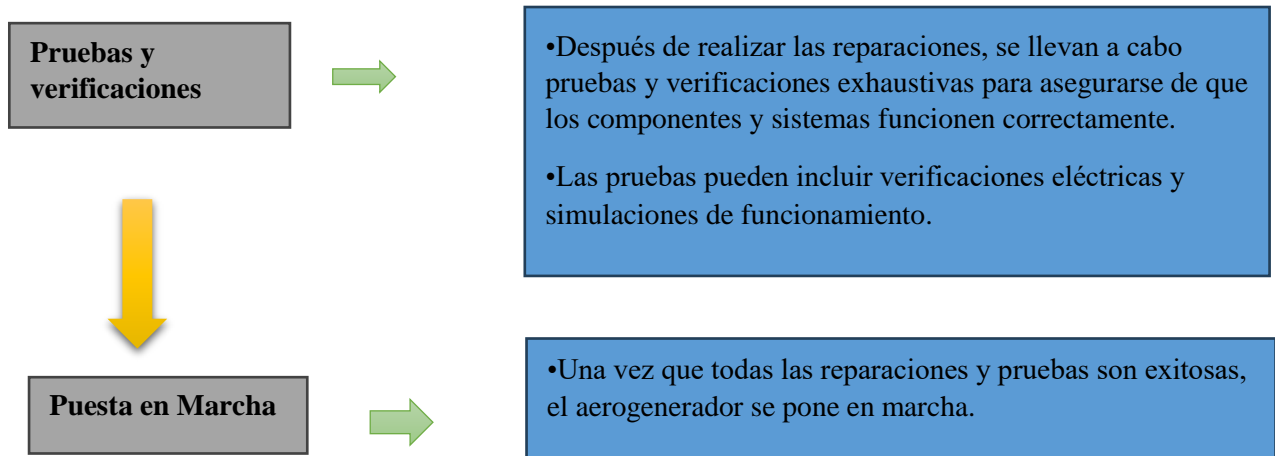 Pruebas y
verificaciones
•Después de realizar las reparaciones, se llevan a cabo
pruebas y verificaciones exhaustivas para asegurarse de que
los componentes y sistemas funcionen correctamente.
•Las pruebas pueden incluir verificaciones eléctricas y
simulaciones de funcionamiento.
Puesta en Marcha
•Una vez que todas las reparaciones y pruebas son exitosas,
el aerogenerador se pone en marcha.